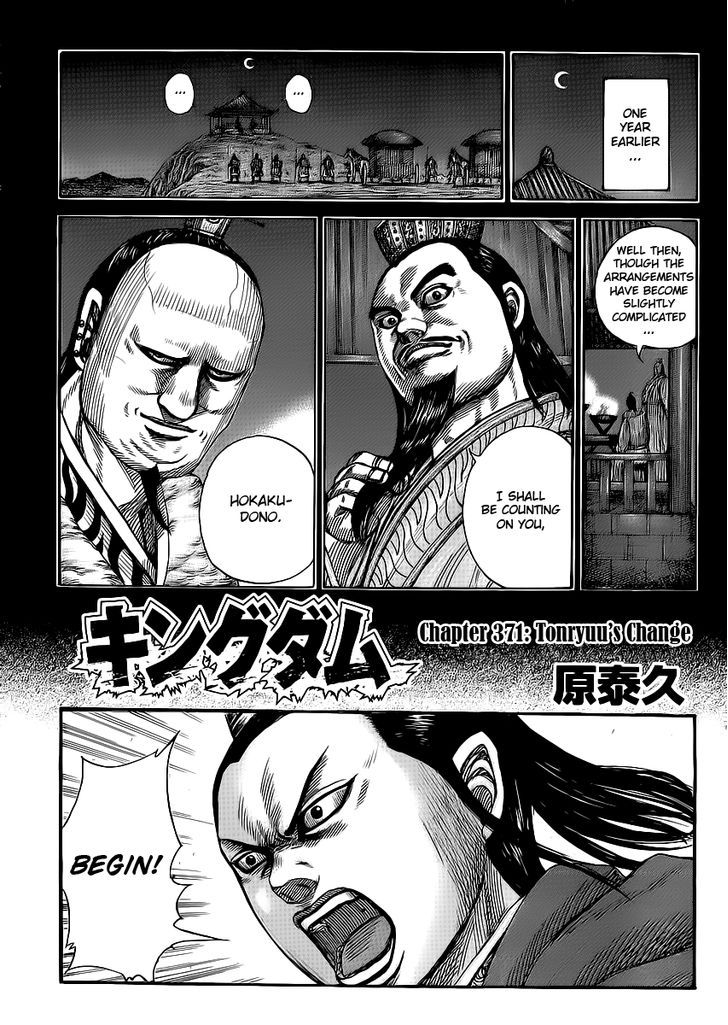 ONE
YEAR
EARLIER
...
...
...
WELL THEN,
THOUGH THE
ARRANGEMENTS
HAVE BECOME
SLIGHTLY
COMPLICATED
...
I SHALL
BE COUNTING
ON YOU,
HOKAKU-
DONO.
キングダム
Chapter 371: Tonryuu's Change
原泰久
BEGIN!